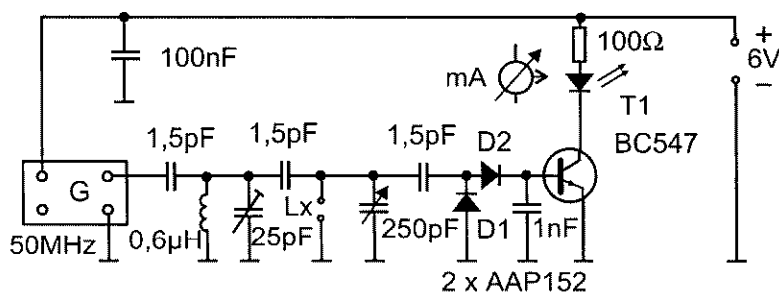 100nF
100Ω
mA
+
6V
−
T1
BC547
1,5pF
1,5pF
1,5pF
D2
G
Lx
50MHz
0,6µH
25pF
250pF
D1
1nF
2 x AAP152